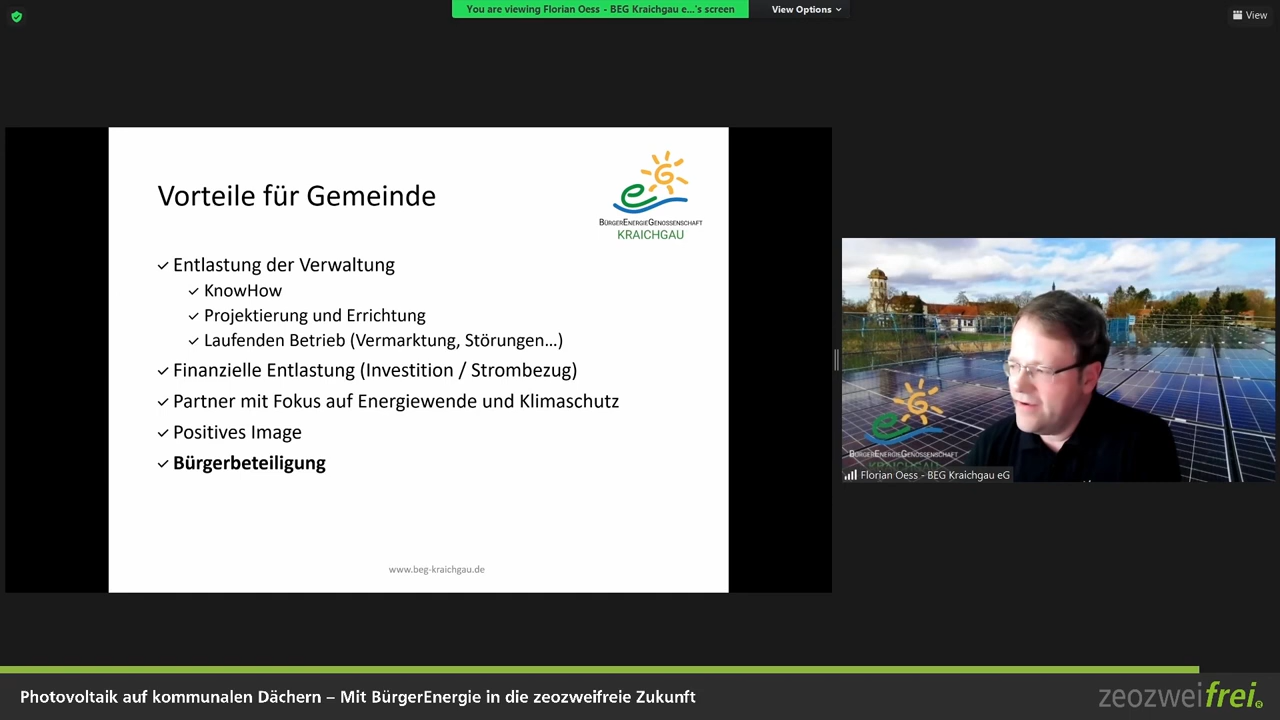 You are viewing Florian Oess - BEG Kraichgau e...'s screen
View Options
View
Vorteile für Gemeinde
BÜRGERENERGIEGENOSSENSCHAFT
KRAICHGAU
Entlastung der Verwaltung
KnowHow
Projektierung und Errichtung
Laufenden Betrieb (Vermarktung, Störungen...)
Finanzielle Entlastung (Investition / Strombezug)
Partner mit Fokus auf Energiewende und Klimaschutz
Positives Image
Bürgerbeteiligung
www.beg-kraichgau.de
BÜRGERENERGIEGENOSSENSCHAFT
KRAICHGAU
Florian Oess - BEG Kraichgau eG
Photovoltaik auf kommunalen Dächern – Mit BürgerEnergie in die zeozweifreie Zukunft
zeozweifrei.